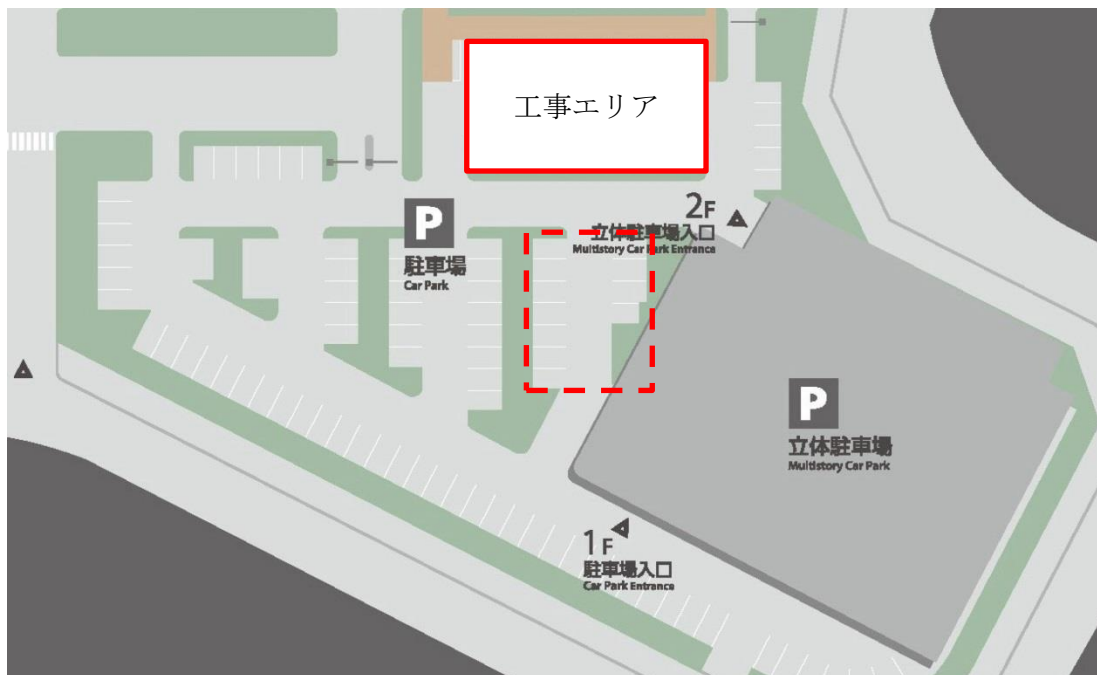 工事エリア
P
駐車場
Car Park
2F
立体駐車場入口
Multistory Car Park Entrance
P
立体駐車場
Multistory Car Park
1F
駐車場入口
Car Park Entrance